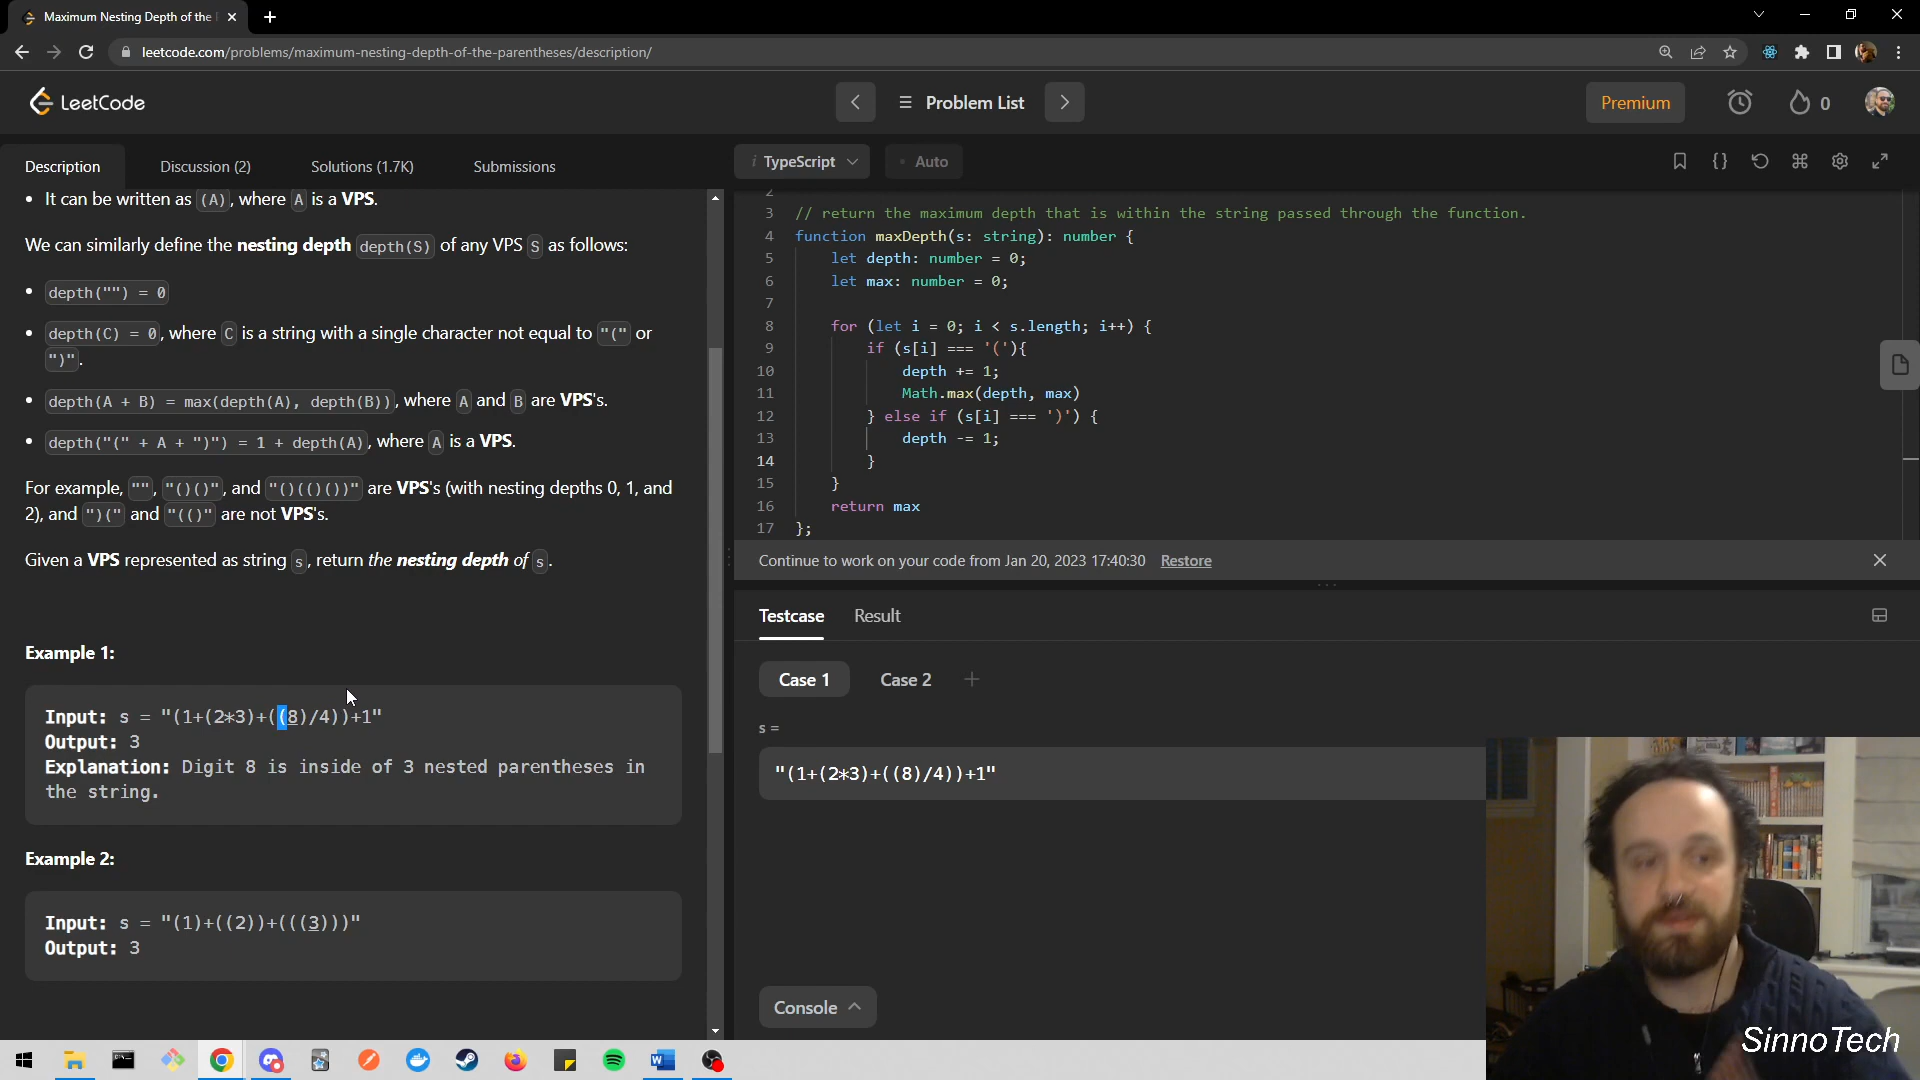 Maximum Nesting Depth of the
leetcode.com/problems/maximum-nesting-depth-of-the-parentheses/description/
LeetCode
Problem List
Premium
0
Description
Discussion (2)
Solutions (1.7K)
Submissions
• It can be written as (A), where A is a VPS.
We can similarly define the nesting depth depth(S) of any VPS S as follows:
• depth("") = 0
• depth(C) = 0, where C is a string with a single character not equal to "(" or
")".
• depth(A + B) = max(depth(A), depth(B)), where A and B are VPS's.
• depth("(" + A + ")") = 1 + depth(A), where A is a VPS.
For example, "", "()()", and "()(()())" are VPS's (with nesting depths 0, 1, and
2), and ")(" and "(()" are not VPS's.
Given a VPS represented as string s, return the nesting depth of s.
Example 1:
Input: s = "(1+(2*3)+((8)/4))+1"
Output: 3
Explanation: Digit 8 is inside of 3 nested parentheses in
the string.
Example 2:
Input: s = "(1)+((2))+(((3)))"
Output: 3
i TypeScript
Auto
2
3 // return the maximum depth that is within the string passed through the function.
4 function maxDepth(s: string): number {
5 let depth: number = 0;
6 let max: number = 0;
7
8 for (let i = 0; i < s.length; i++) {
9 if (s[i] === '('){
10 depth += 1;
11 Math.max(depth, max)
12 } else if (s[i] === ')') {
13 depth -= 1;
14 }
15 }
16 return max
17 };
Continue to work on your code from Jan 20, 2023 17:40:30 Restore
Testcase
Result
Case 1
Case 2
s =
"(1+(2*3)+((8)/4))+1"
Console
SinnoTech